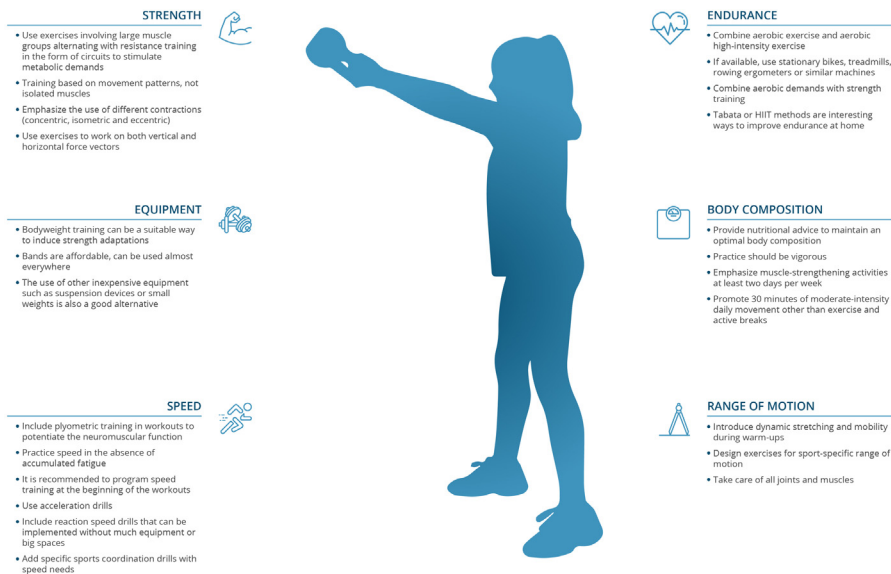 STRENGTH
• Use exercises involving large muscle
groups alternating with resistance training
in the form of circuits to stimulate
metabolic demands
• Training based on movement patterns, not
isolated muscles
• Emphasize the use of different contractions
(concentric, isometric and eccentric)
• Use exercises to work on both vertical and
horizontal force vectors
EQUIPMENT
• Bodyweight training can be a suitable way
to induce strength adaptations
• Bands are affordable, can be used almost
everywhere
• The use of other inexpensive equipment
such as suspension devices or small
weights is also a good alternative
SPEED
• Include plyometric training in workouts to
potentiate the neuromuscular function
• Practice speed in the absence of
accumulated fatigue
• It is recommended to program speed
training at the beginning of the workouts
• Use acceleration drills
• Include reaction speed drills that can be
implemented without much equipment or
big spaces
• Add specific sports coordination drills with
speed needs
ENDURANCE
• Combine aerobic exercise and aerobic
high-intensity exercise
• If available, use stationary bikes, treadmills,
rowing ergometers or similar machines
• Combine aerobic demands with strength
training
• Tabata or HIIT methods are interesting
ways to improve endurance at home
BODY COMPOSITION
• Provide nutritional advice to maintain an
optimal body composition
• Practice should be vigorous
• Emphasize muscle-strengthening activities
at least two days per week
• Promote 30 minutes of moderate-intensity
daily movement other than exercise and
active breaks
RANGE OF MOTION
• Introduce dynamic stretching and mobility
during warm-ups
• Design exercises for sport-specific range of
motion
• Take care of all joints and muscles